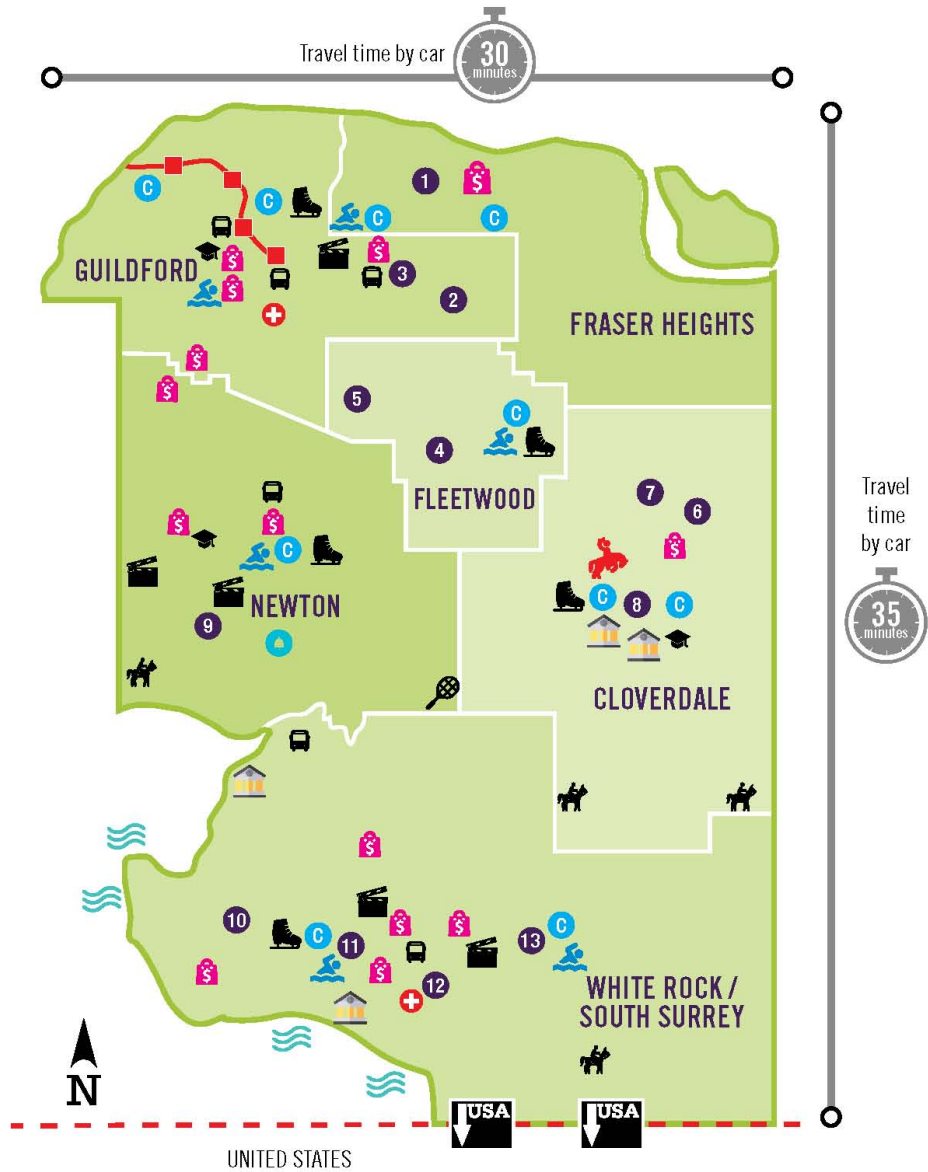 Travel time by car
30
minutes
1
$
C
C
C
C
$
$
3
GUILDFORD
$
2
FRASER HEIGHTS
$
$
5
C
4
FLEETWOOD
7
6
Travel
time
by car
$
$
$
C
C
8
C
35
minutes
NEWTON
9
CLOVERDALE
$
10
C
11
$
$
13
C
$
$
12
WHITE ROCK /
SOUTH SURREY
N
USA
USA
UNITED STATES